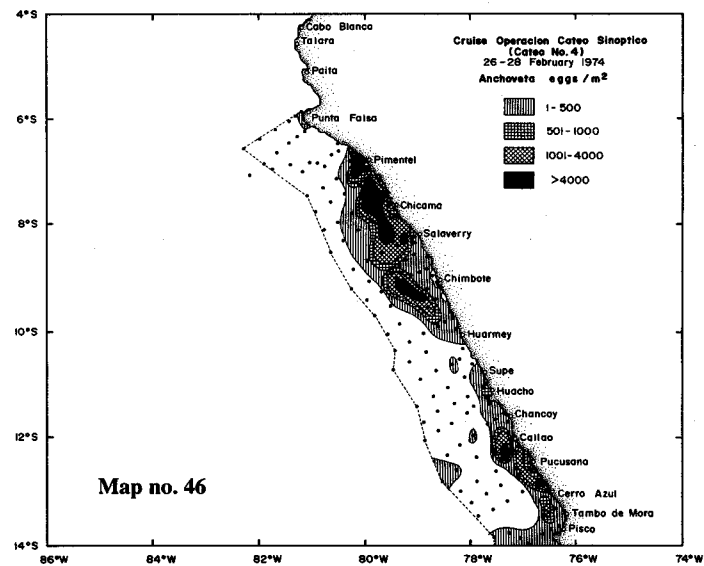 4°S
6°S
8°S
10°S
12°S
14°S
86°W
84°W
82°W
80°W
78°W
76°W
74°W
Cruise Operacion Cateo Sinoptico
(Cateo No. 4)
26-28 February 1974
Anchoveta eggs/m²
1-500
501-1000
1001-4000
>4000
Cabo Blanca
Talara
Paita
Punta Falsa
Pimentel
Chicama
Salaverry
Chimbote
Huarmey
Supe
Huacho
Chancay
Callao
Pucusana
Cerro Azul
Tambo de Mora
Pisco
Map no. 46